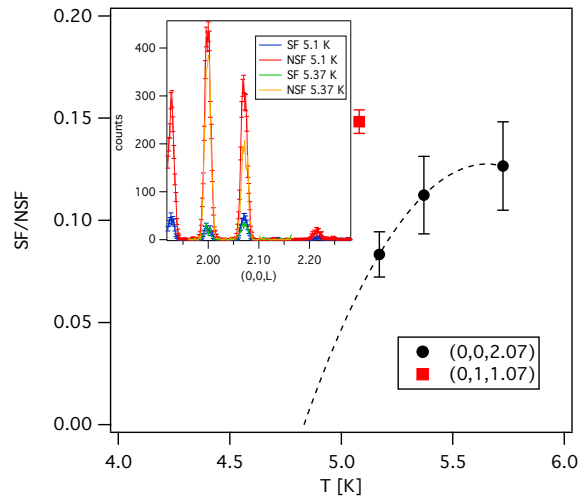 0.20
0.15
0.10
0.05
0.00
SF/NSF
4.0 4.5 5.0 5.5 6.0
T [K]
400
300
200
100
0
counts
2.00 2.10 2.20
(0,0,L)
SF 5.1 K
NSF 5.1 K
SF 5.37 K
NSF 5.37 K
(0,0,2.07)
(0,1,1.07)